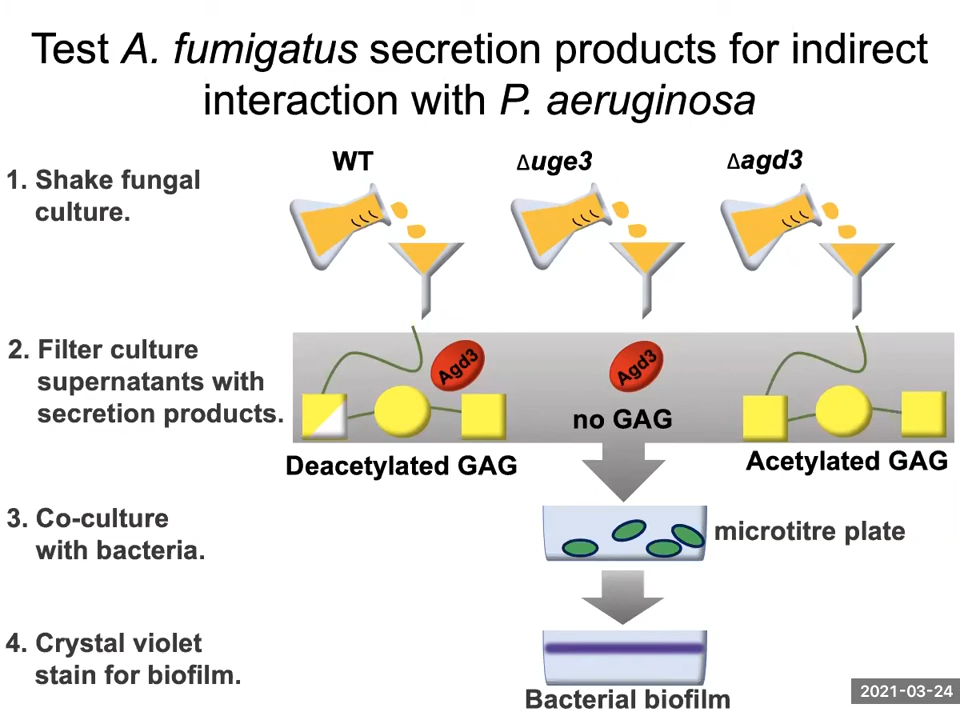 Test A. fumigatus secretion products for indirect
interaction with P. aeruginosa
WT
Δuge3
Δagd3
1. Shake fungal
culture.
2. Filter culture
supernatants with
secretion products.
Agd3
Agd3
no GAG
Deacetylated GAG
Acetylated GAG
3. Co-culture
with bacteria.
microtitre plate
4. Crystal violet
stain for biofilm.
Bacterial biofilm
2021-03-24